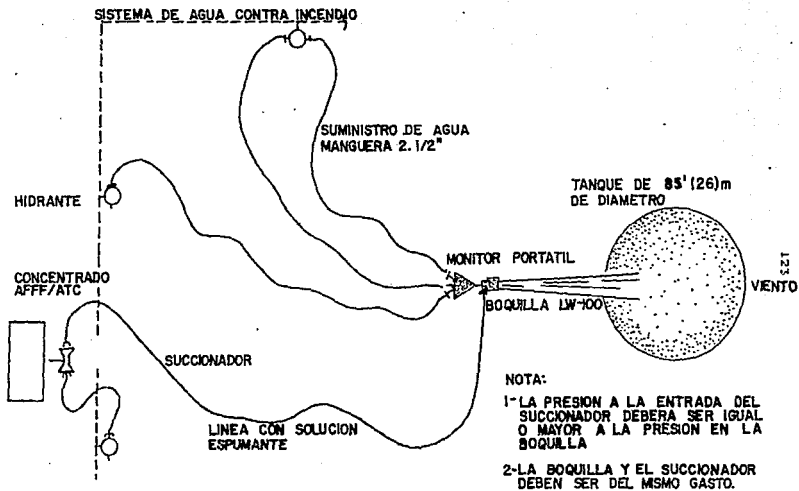 SISTEMA DE AGUA CONTRA INCENDIO
SUMINISTRO DE AGUA
MANGUERA 2.1/2"
TANQUE DE 85' (26)m
DE DIAMETRO
HIDRANTE
MONITOR PORTATIL
123
VIENTO
CONCENTRADO
AFFF/ATC
BOQUILLA LW-100
SUCCIONADOR
LINEA CON SOLUCION
ESPUMANTE
NOTA:
1-LA PRESION A LA ENTRADA DEL
SUCCIONADOR DEBERA SER IGUAL
O MAYOR A LA PRESION EN LA
BOQUILLA
2-LA BOQUILLA Y EL SUCCIONADOR
DEBEN SER DEL MISMO GASTO.